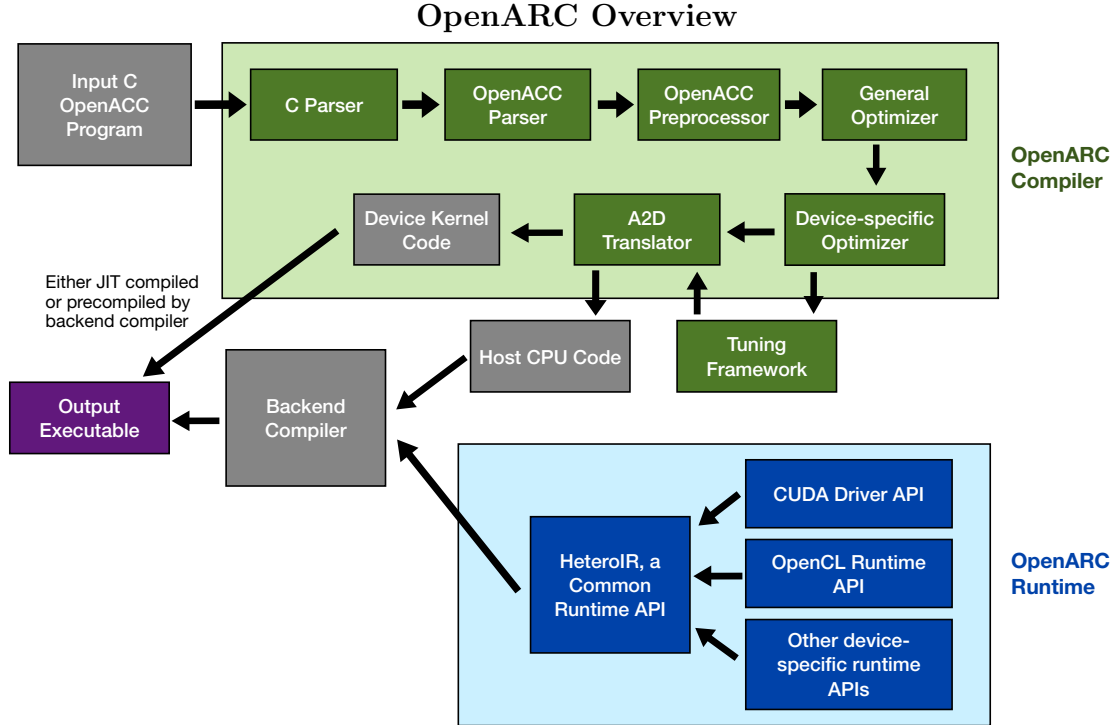 OpenARC Overview
Input C
OpenACC
Program
C Parser
OpenACC
Parser
OpenACC
Preprocessor
General
Optimizer
OpenARC
Compiler
Device Kernel
Code
A2D
Translator
Device-specific
Optimizer
Either JIT compiled
or precompiled by
backend compiler
Host CPU Code
Tuning
Framework
Output
Executable
Backend
Compiler
CUDA Driver API
HeteroIR, a
Common
Runtime API
OpenCL Runtime
API
OpenARC
Runtime
Other device-
specific runtime
APIs